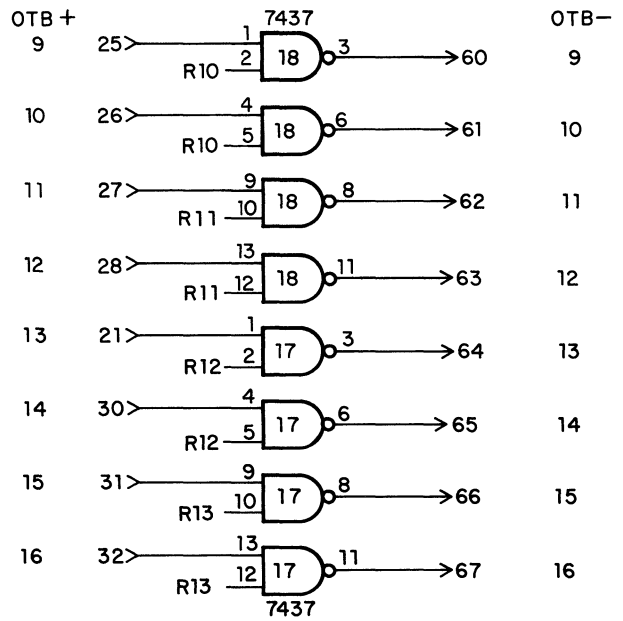 OTB + 7437 OTB-
9 25 1 18 3 60 9
R10 2
10 26 4 18 6 61 10
R10 5
11 27 9 18 8 62 11
R11 10
12 28 13 18 11 63 12
R11 12
13 21 1 17 3 64 13
R12 2
14 30 4 17 6 65 14
R12 5
15 31 9 17 8 66 15
R13 10
16 32 13 17 11 67 16
R13 12
7437